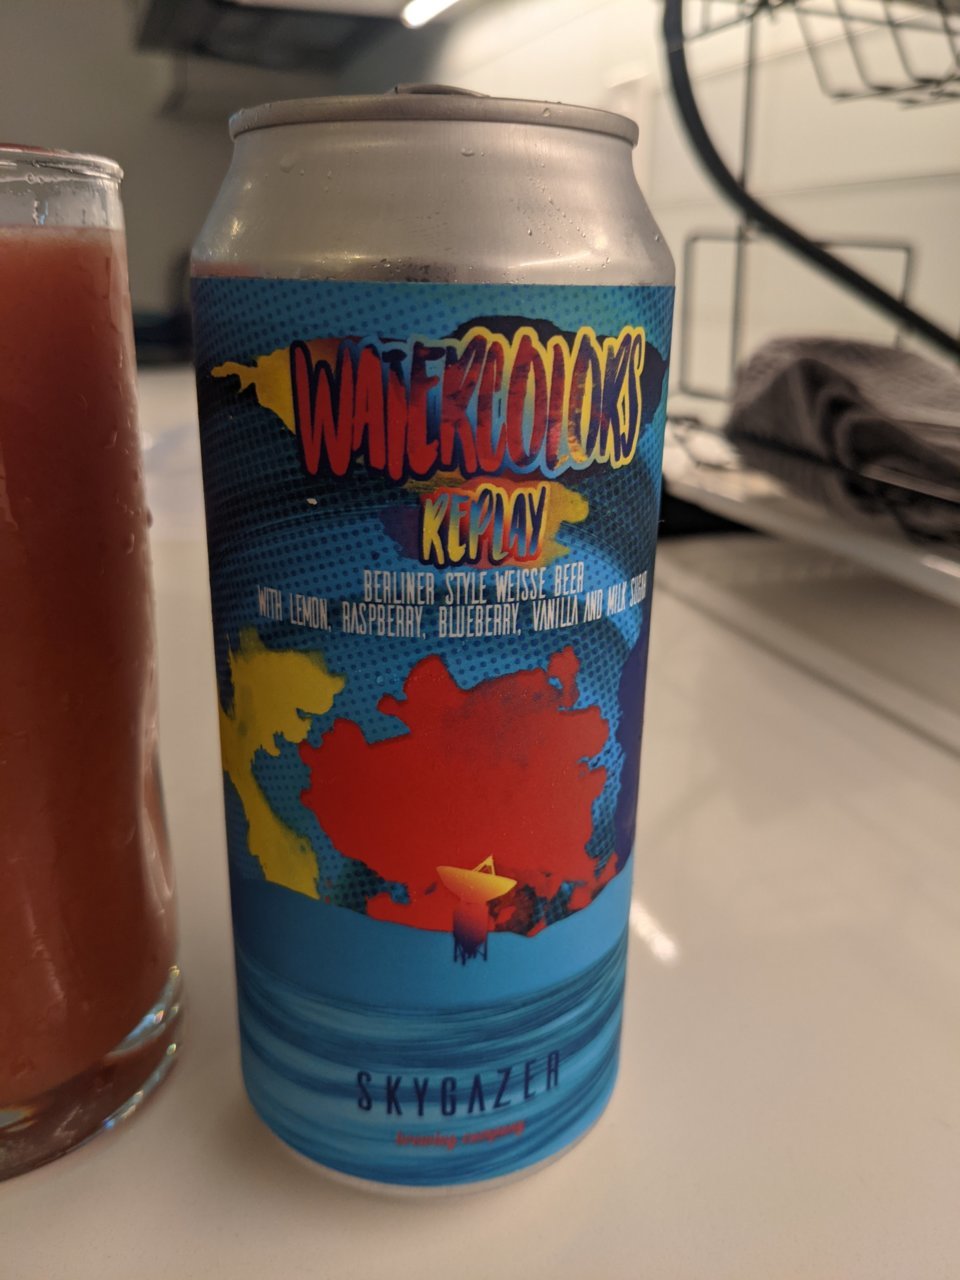 WATERCOLORS
REPLAY
BERLINER STYLE WEISSE BEER
WITH LEMON, RASPBERRY, BLUEBERRY, VANILLA AND MILK SUGAR
SKYGAZER
brewing company